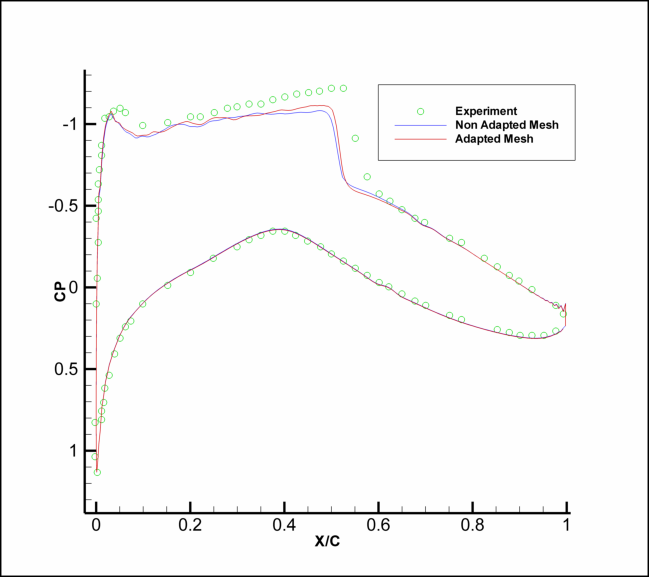 Experiment
Non Adapted Mesh
Adapted Mesh
-1
-0.5
0
0.5
1
CP
0 0.2 0.4 0.6 0.8 1
X/C